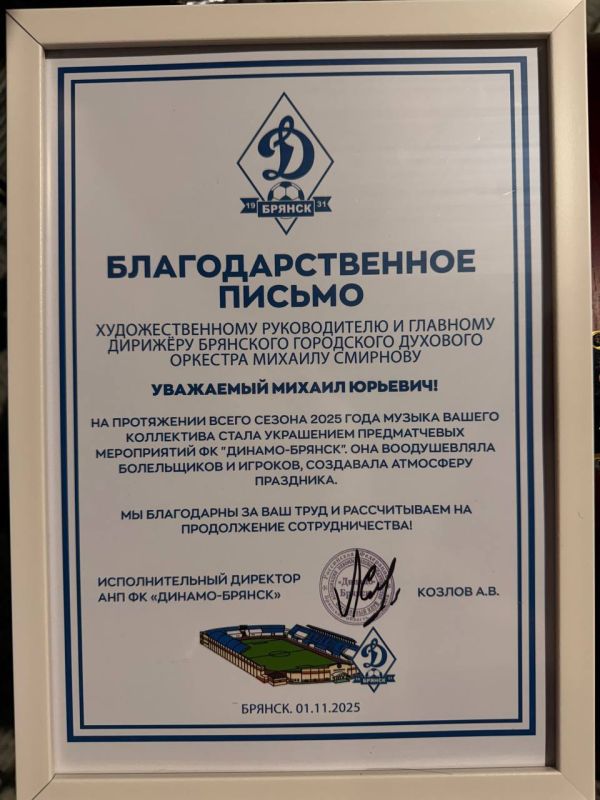 Д
19 БРЯНСК 31
БЛАГОДАРСТВЕННОЕ
ПИСЬМО
ХУДОЖЕСТВЕННОМУ РУКОВОДИТЕЛЮ И ГЛАВНОМУ
ДИРИЖЁРУ БРЯНСКОГО ГОРОДСКОГО ДУХОВОГО
ОРКЕСТРА МИХАИЛУ СМИРНОВУ
УВАЖАЕМЫЙ МИХАИЛ ЮРЬЕВИЧ!
НА ПРОТЯЖЕНИИ ВСЕГО СЕЗОНА 2025 ГОДА МУЗЫКА ВАШЕГО
КОЛЛЕКТИВА СТАЛА УКРАШЕНИЕМ ПРЕДМАТЧЕВЫХ
МЕРОПРИЯТИЙ ФК "ДИНАМО-БРЯНСК". ОНА ВООДУШЕВЛЯЛА
БОЛЕЛЬЩИКОВ И ИГРОКОВ, СОЗДАВАЛА АТМОСФЕРУ
ПРАЗДНИКА.
МЫ БЛАГОДАРНЫ ЗА ВАШ ТРУД И РАССЧИТЫВАЕМ НА
ПРОДОЛЖЕНИЕ СОТРУДНИЧЕСТВА!
ИСПОЛНИТЕЛЬНЫЙ ДИРЕКТОР
АНП ФК «ДИНАМО-БРЯНСК»
КОЗЛОВ А.В.
Д
БРЯНСК
БРЯНСК. 01.11.2025